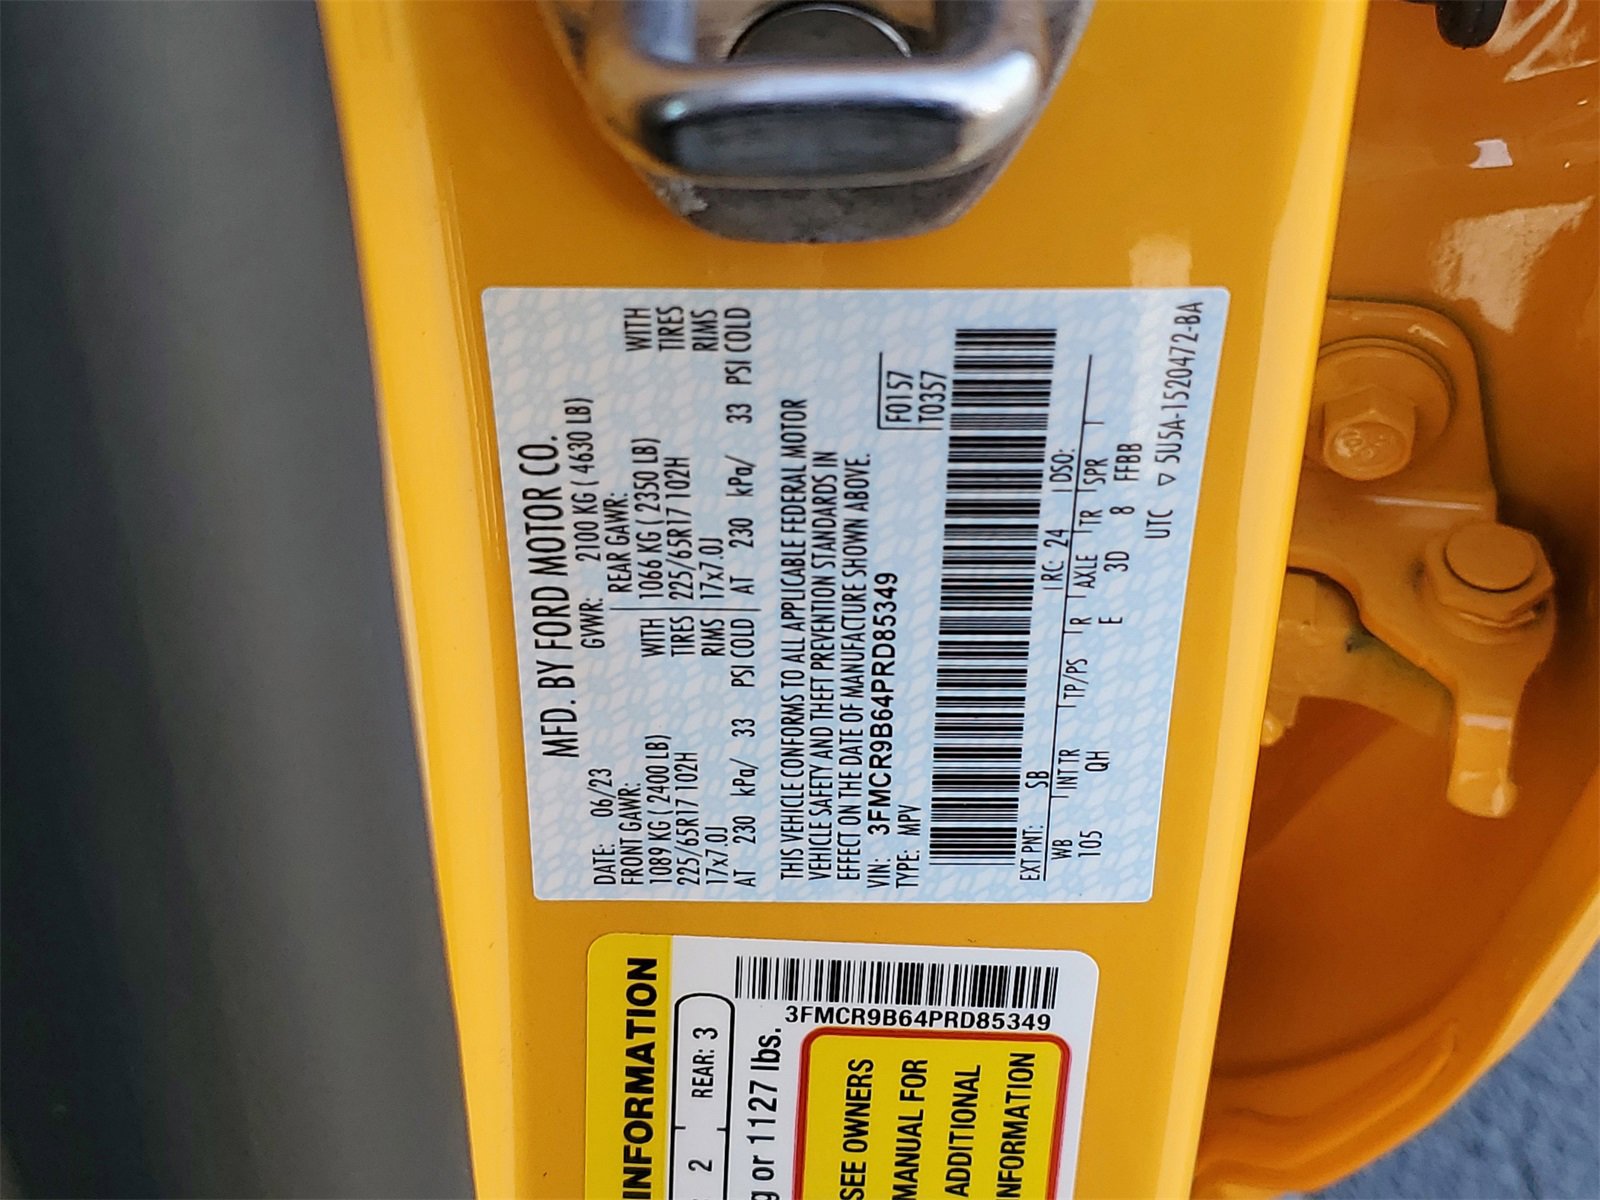 MFD. BY FORD MOTOR CO.
DATE: 06/23 GVWR: 2100 KG ( 4630 LB)
FRONT GAWR: REAR GAWR:
1089 KG ( 2400 LB) WITH 1066 KG ( 2350 LB) WITH
225/65R17 102H TIRES 225/65R17 102H TIRES
17x7.0J RIMS 17x7.0J RIMS
AT 230 kPa/ 33 PSI COLD AT 230 kPa/ 33 PSI COLD
THIS VEHICLE CONFORMS TO ALL APPLICABLE FEDERAL MOTOR
VEHICLE SAFETY AND THEFT PREVENTION STANDARDS IN
EFFECT ON THE DATE OF MANUFACTURE SHOWN ABOVE.
VIN: 3FMCR9B64PRD85349 F0157
TYPE: MPV T0357
EXT PNT: SB RC: 24 DSO:
WB INT TR TP/PS R AXLE TR SPR
105 QH E 3D 8 FFBB
UTC ▽ 5U5A-1520472-BA
INFORMATION
2 REAR: 3
g or 1127 lbs.
3FMCR9B64PRD85349
SEE OWNERS
MANUAL FOR
ADDITIONAL
INFORMATION